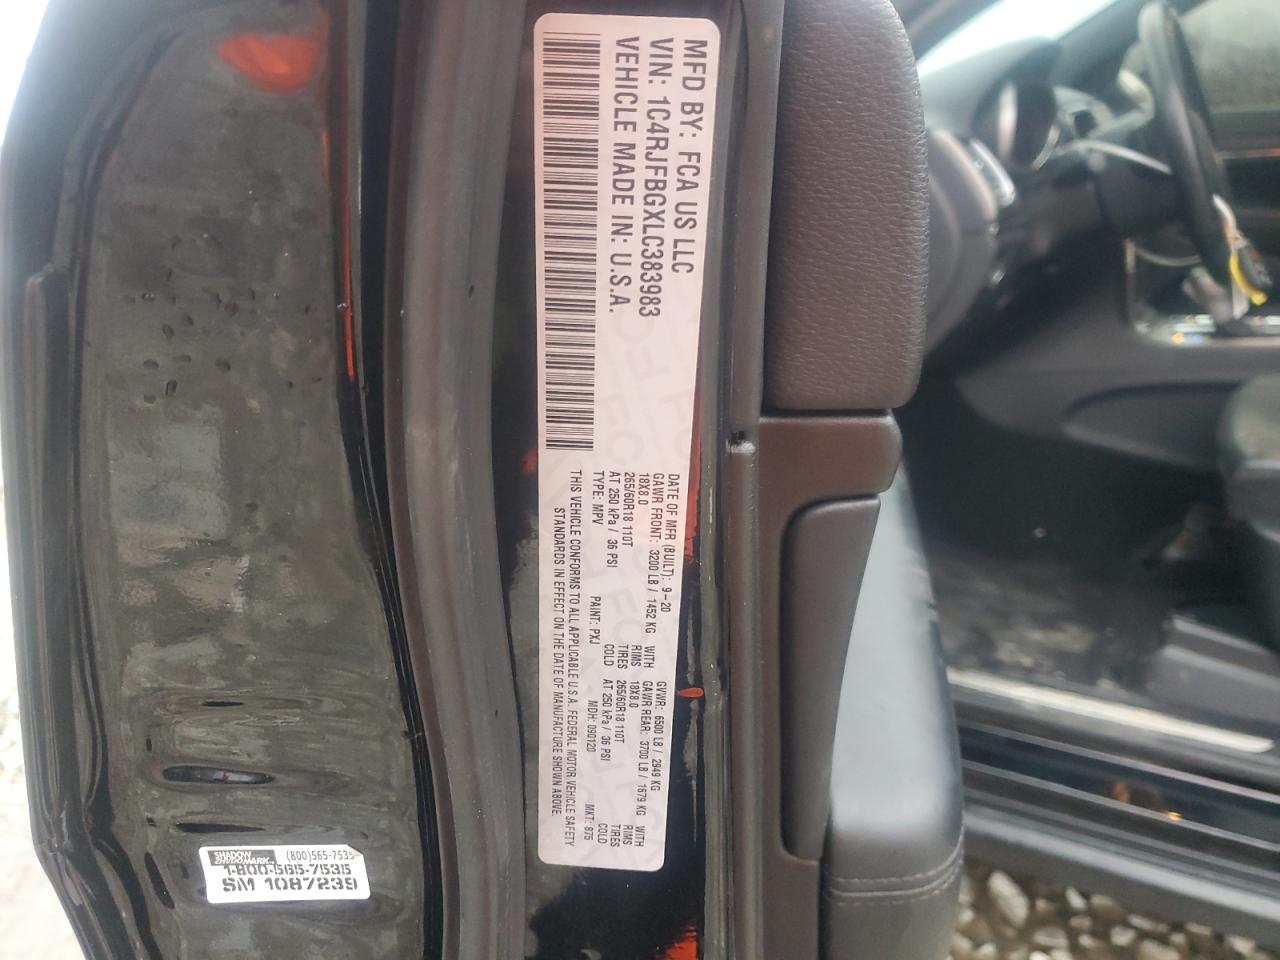 MFD BY: FCA US LLC
VIN: 1C4RJFBGXLC383983
VEHICLE MADE IN: U.S.A.
DATE OF MFR (BUILT): 9-20 GVWR: 6500 LB / 2949 KG
GAWR FRONT: 3200 LB / 1452 KG WITH GAWR REAR: 3700 LB / 1679 KG WITH
18X8.0 RIMS 18X8.0 RIMS
265/60R18 110T TIRES 265/60R18 110T TIRES
AT 250 kPa / 36 PSI COLD AT 250 kPa / 36 PSI COLD
TYPE: MPV PAINT: PXJ MDH: 090120 MKT: 875
THIS VEHICLE CONFORMS TO ALL APPLICABLE U.S.A. FEDERAL MOTOR VEHICLE SAFETY
STANDARDS IN EFFECT ON THE DATE OF MANUFACTURE SHOWN ABOVE.
SHADOW (800)565-7535
1-800-565-7535
SM 1087239